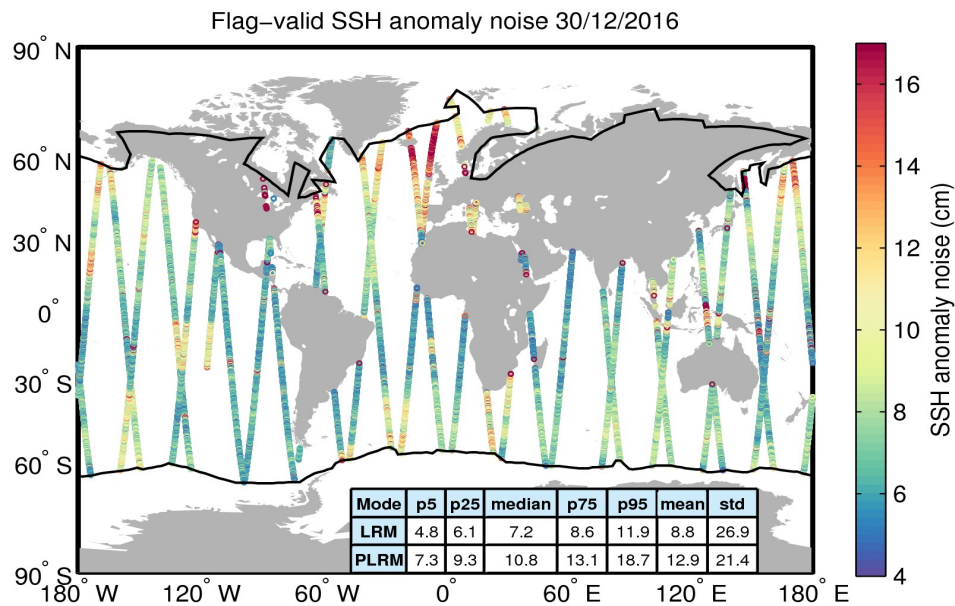 Flag-valid SSH anomaly noise 30/12/2016
90° N
60° N
30° N
0°
30° S
60° S
90° S
180° W 120° W 60° W 0° 60° E 120° E 180° E
Mode p5 p25 median p75 p95 mean std
LRM 4.8 6.1 7.2 8.6 11.9 8.8 26.9
PLRM 7.3 9.3 10.8 13.1 18.7 12.9 21.4
16
14
12
10
8
6
4
SSH anomaly noise (cm)